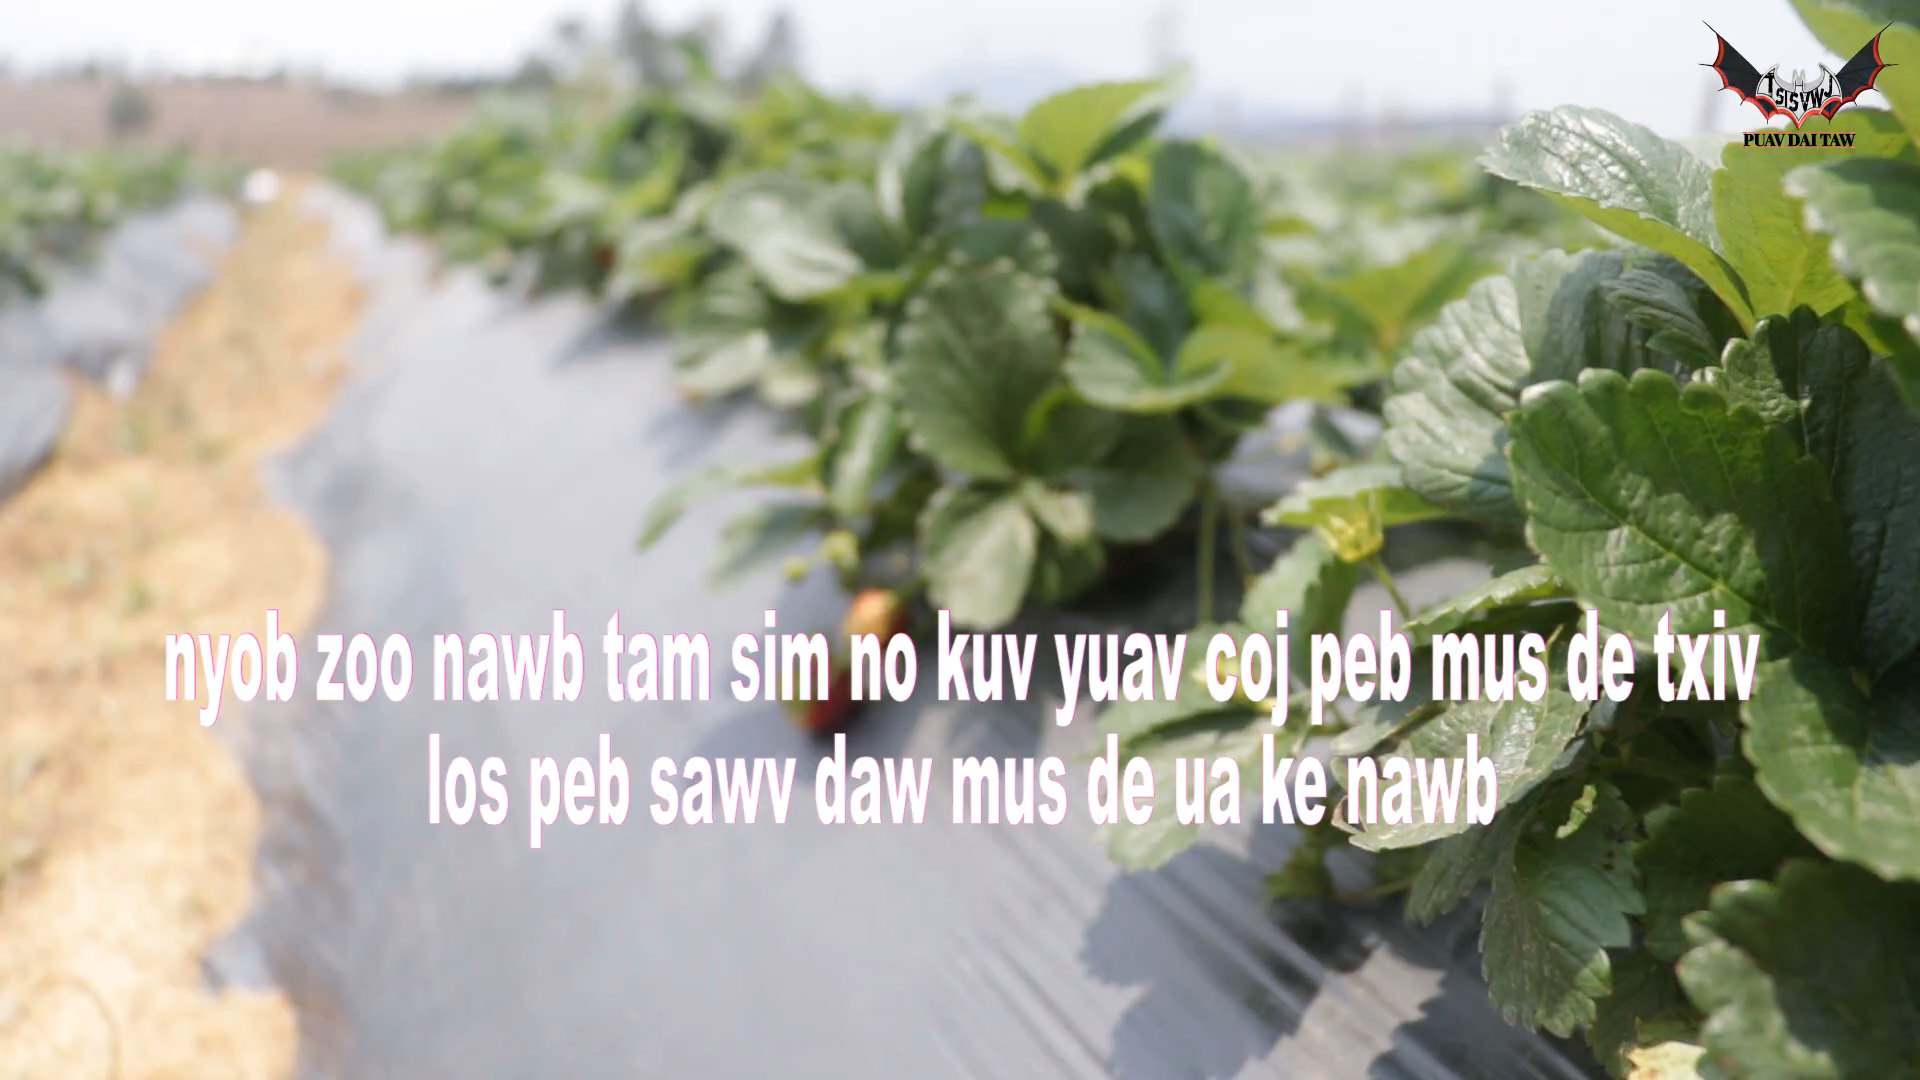 TSISVWJ
PUAV DAI TAW
nyob zoo nawb tam sim no kuv yuav coj peb mus de txiv
los peb sawv daw mus de ua ke nawb